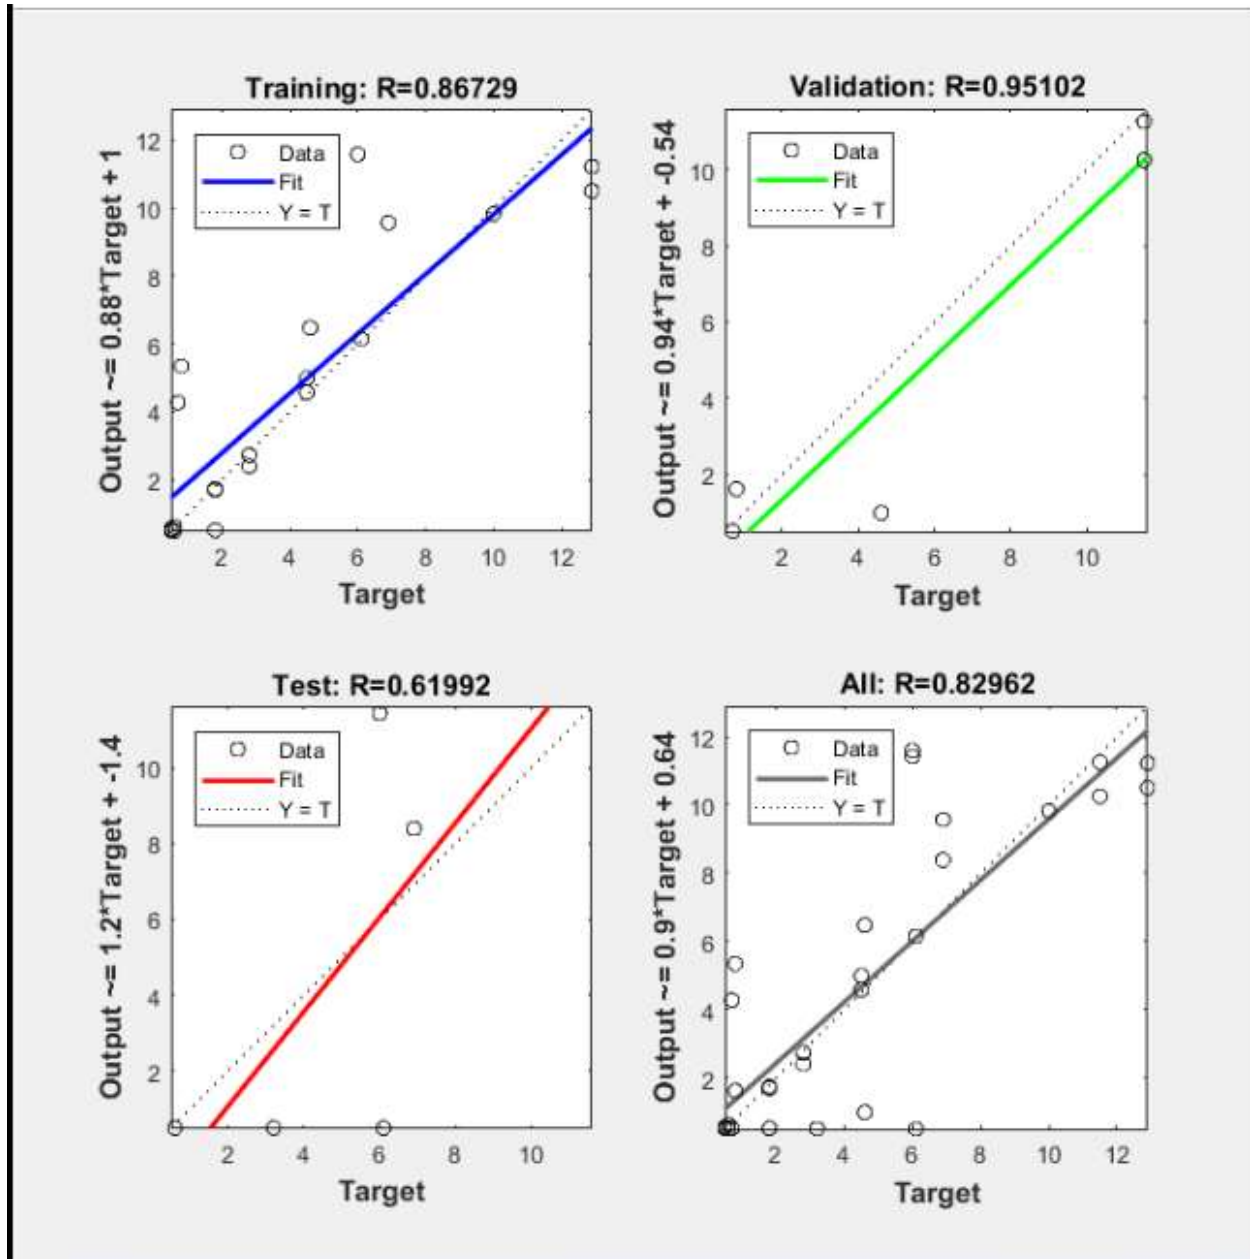 Training: R=0.86729
Output ~= 0.88*Target + 1
Data
Fit
Y = T
12
10
8
6
4
2
2 4 6 8 10 12
Target
Validation: R=0.95102
Output ~= 0.94*Target + -0.54
Data
Fit
Y = T
10
8
6
4
2
2 4 6 8 10
Target
Test: R=0.61992
Output ~= 1.2*Target + -1.4
Data
Fit
Y = T
10
8
6
4
2
2 4 6 8 10
Target
All: R=0.82962
Output ~= 0.9*Target + 0.64
Data
Fit
Y = T
12
10
8
6
4
2
2 4 6 8 10 12
Target